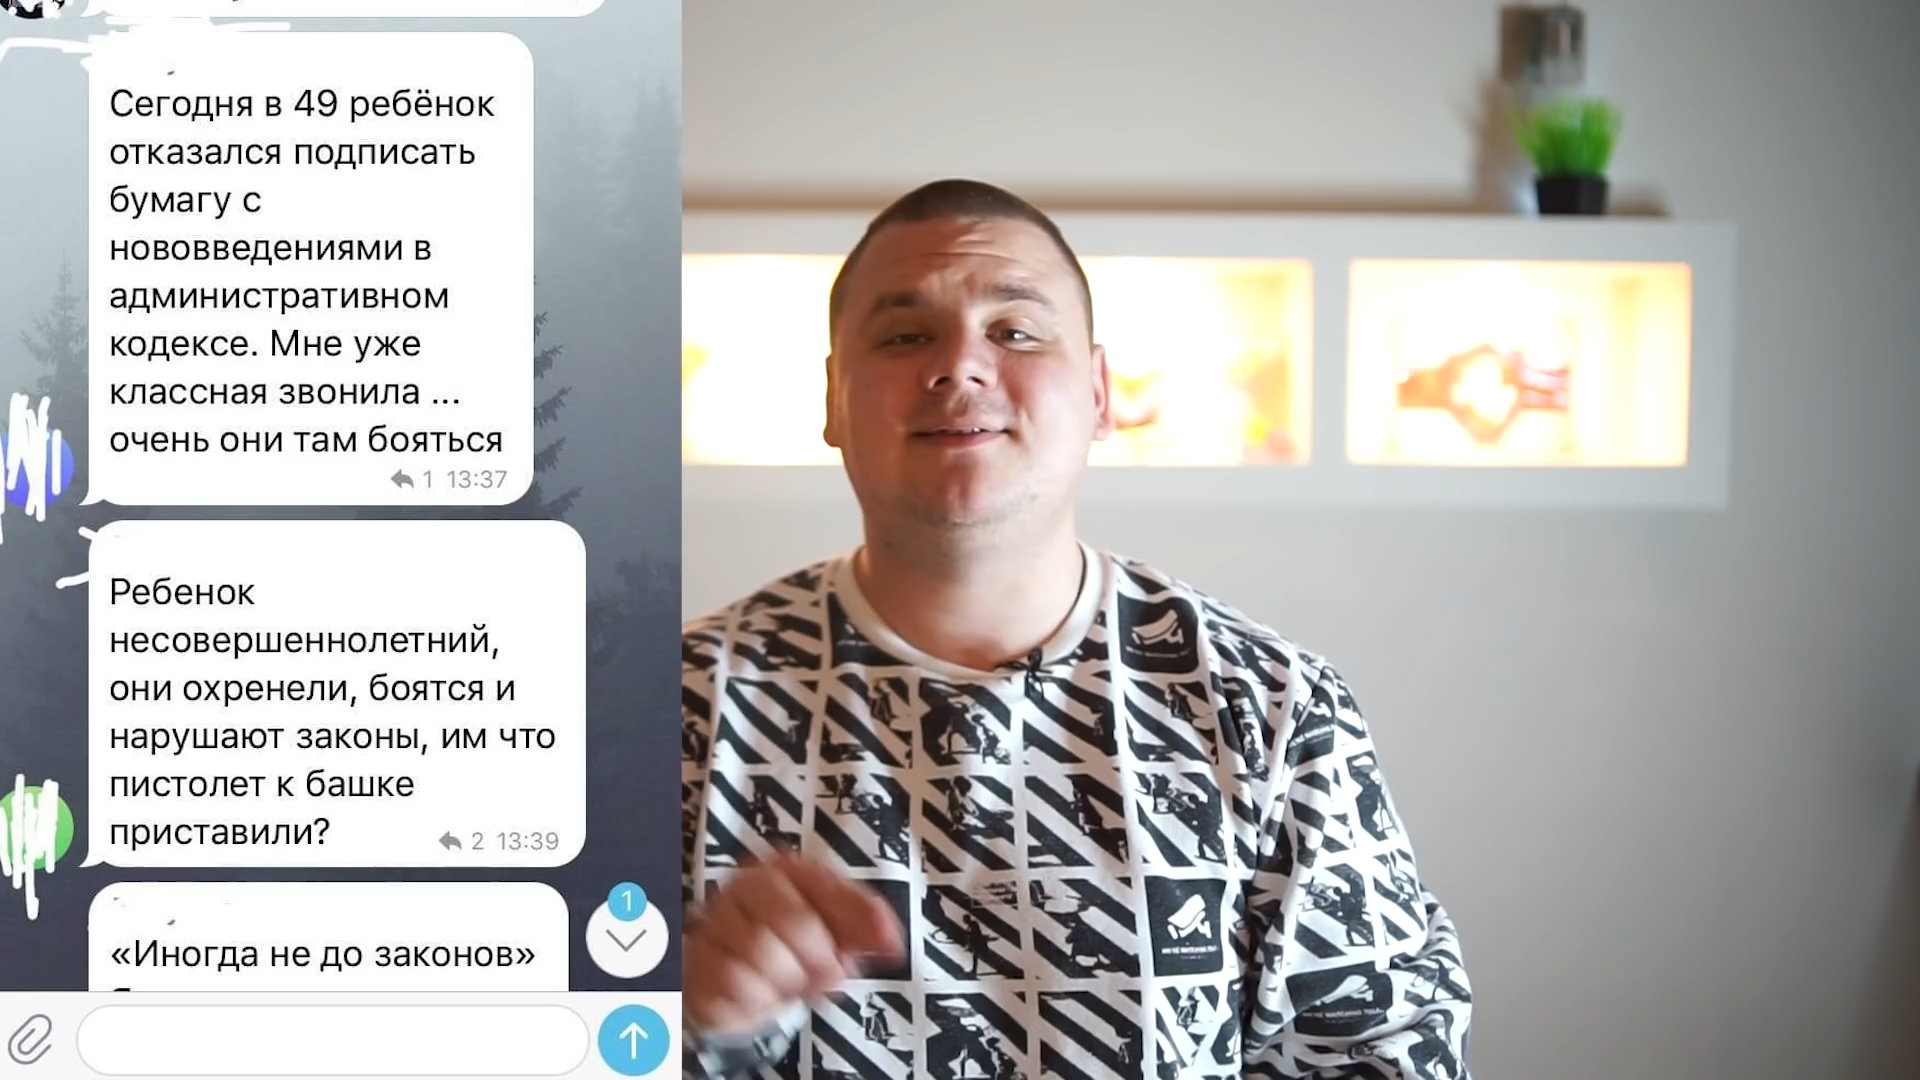 Сегодня в 49 ребёнок
отказался подписать
бумагу с
нововведениями в
административном
кодексе. Мне уже
классная звонила ...
очень они там бояться
1 13:37
Ребенок
несовершеннолетний,
они охренели, боятся и
нарушают законы, им что
пистолет к башке
приставили?
2 13:39
1
«Иногда не до законов»